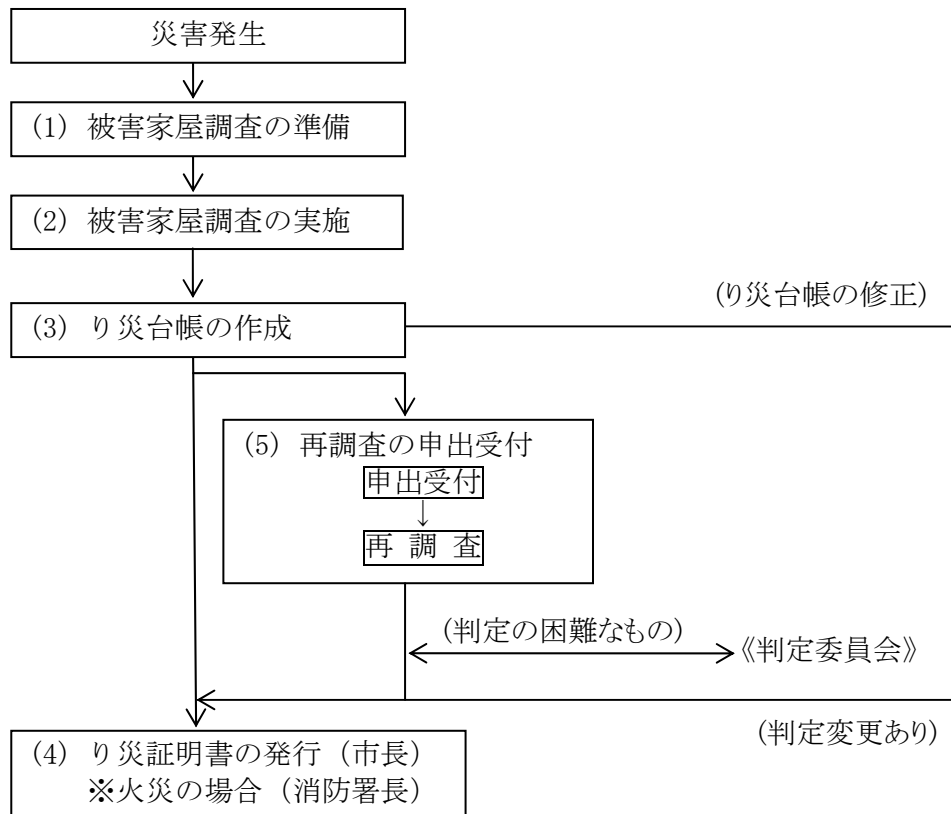 災害発生
(1) 被害家屋調査の準備
(2) 被害家屋調査の実施
(り災台帳の修正)
(3) り災台帳の作成
(5) 再調査の申出受付
申出受付
再 調 査
(判定の困難なもの)
《判定委員会》
(判定変更あり)
(4) り災証明書の発行（市長）
※火災の場合（消防署長）